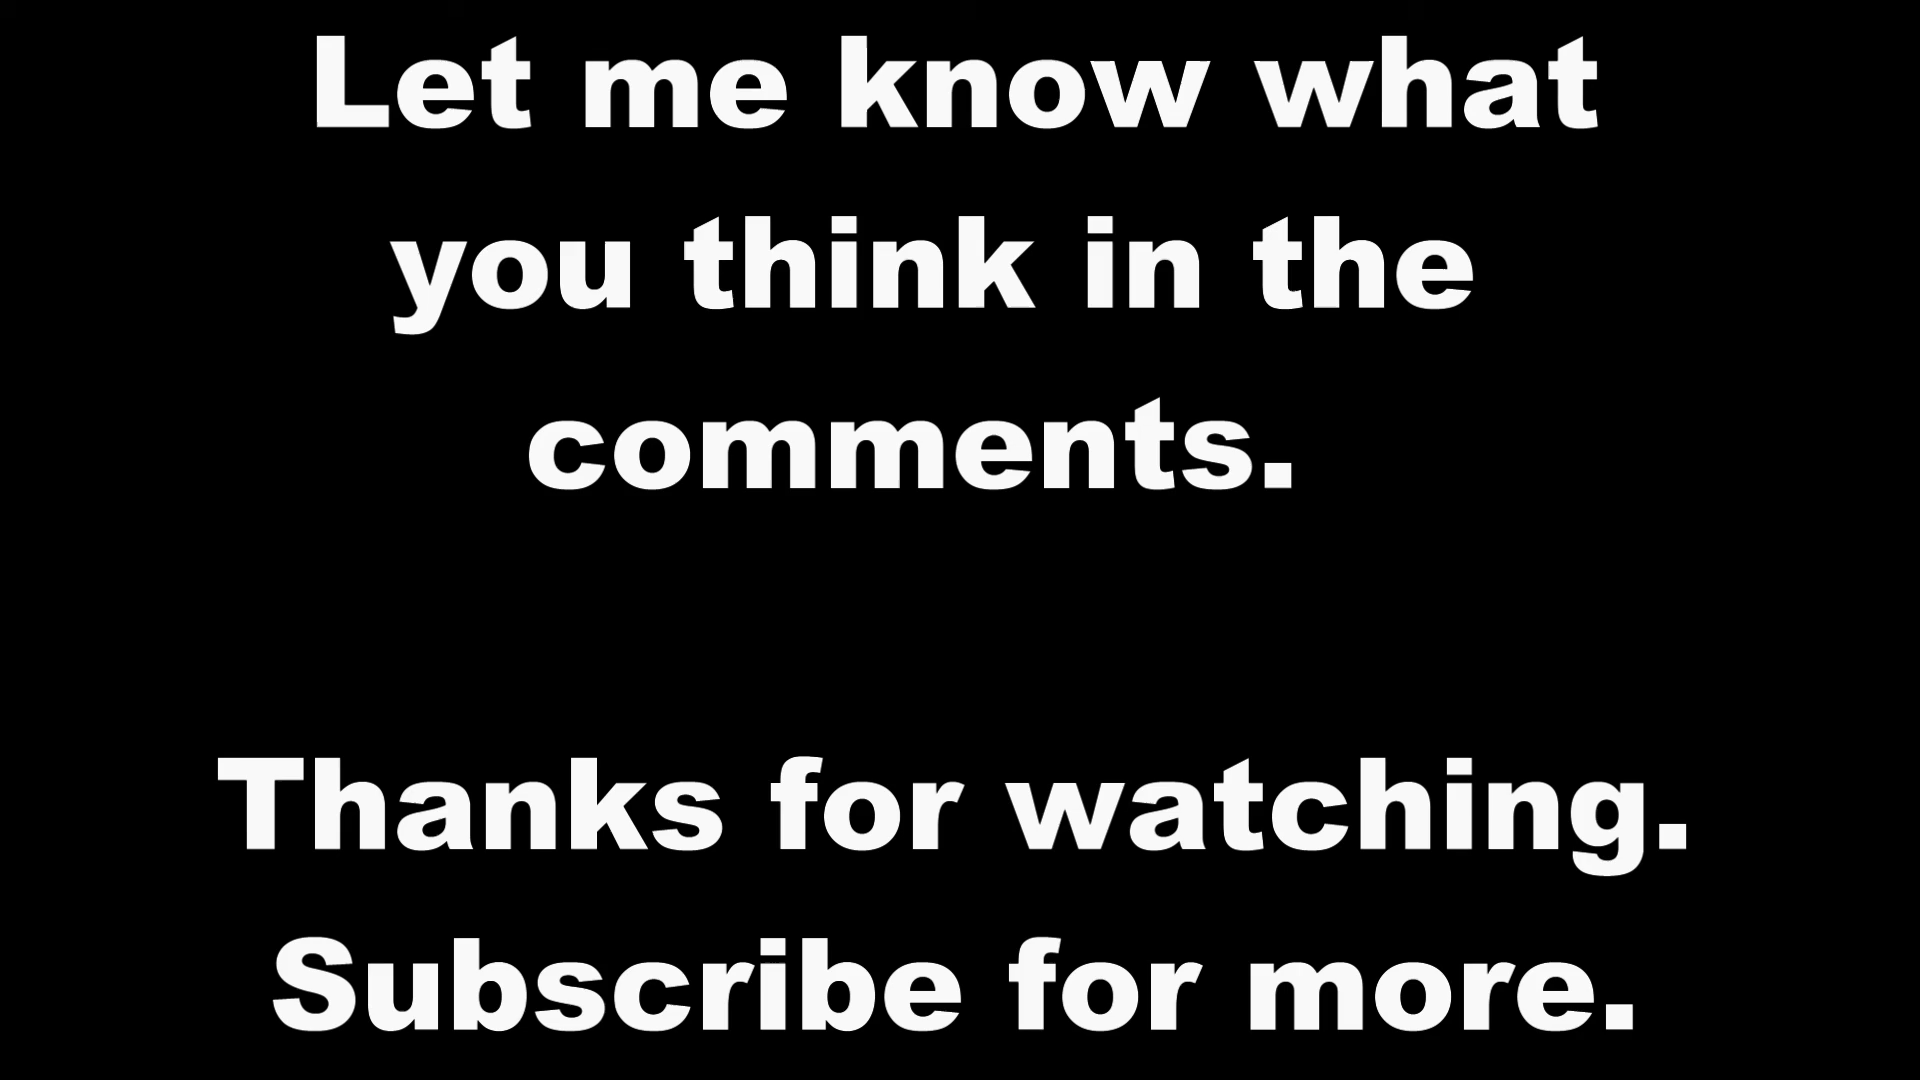 Let me know what
you think in the
comments.
Thanks for watching.
Subscribe for more.